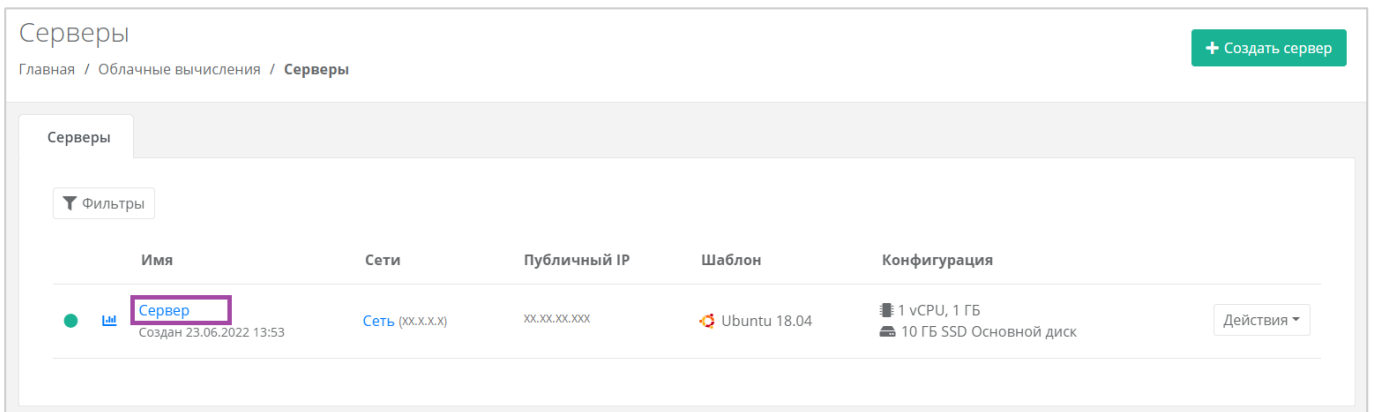 Серверы
+ Создать сервер
Главная / Облачные вычисления / Серверы
Серверы
Фильтры
Имя Сети Публичный IP Шаблон Конфигурация
Сервер Сеть (XX.X.X.X) XX.XX.XX.XXX Ubuntu 18.04 1 vCPU, 1 ГБ Действия
Создан 23.06.2022 13:53 10 ГБ SSD Основной диск